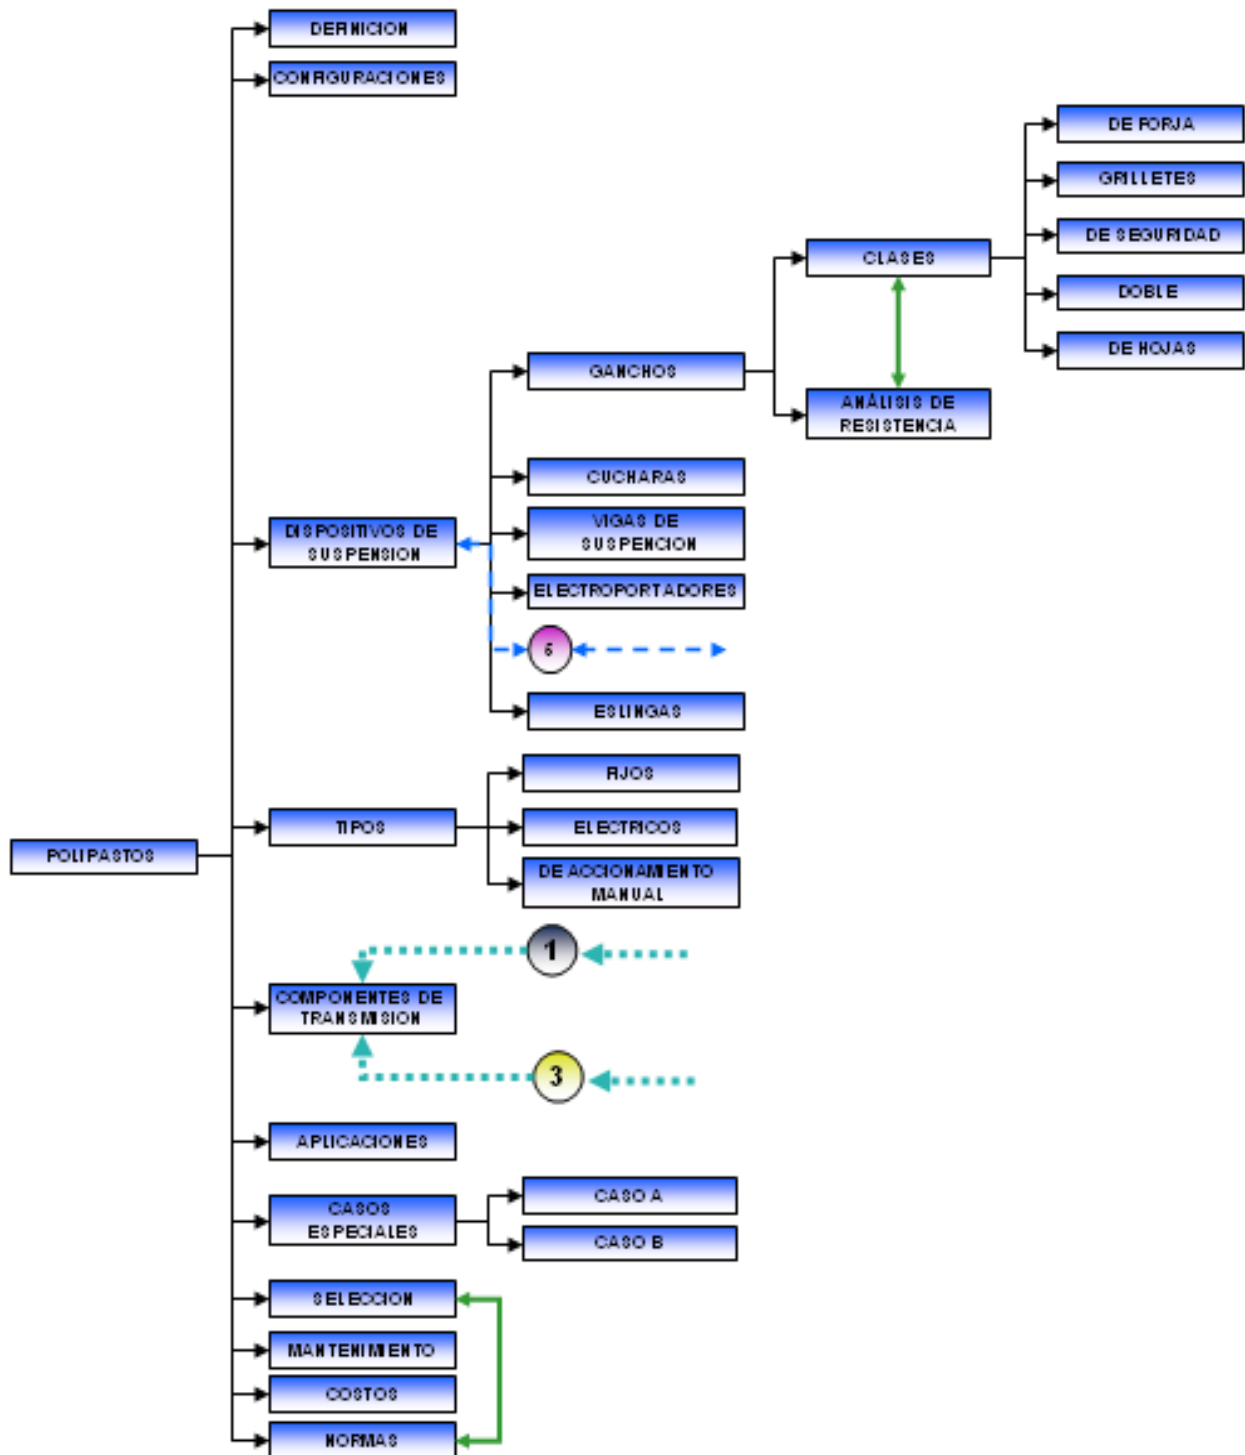 DEFINICION
CONFIGURACIONES
DE FORJA
GRILLETES
DE SEGURIDAD
CLASES
DOBLE
DE HOJAS
GANCHOS
ANÁLISIS DE
RESISTENCIA
CUCHARAS
DISPOSITIVOS DE
SUSPENSION
VIGAS DE
SUSPENCION
ELECTROPORTADORES
5
ESLINGAS
FIJOS
TIPOS
ELECTRICOS
POLIPASTOS
DE ACCIONAMIENTO
MANUAL
1
COMPONENTES DE
TRANSMISION
3
APLICACIONES
CASOS
ESPECIALES
CASO A
CASO B
SELECCION
MANTENIMIENTO
COSTOS
NORMAS